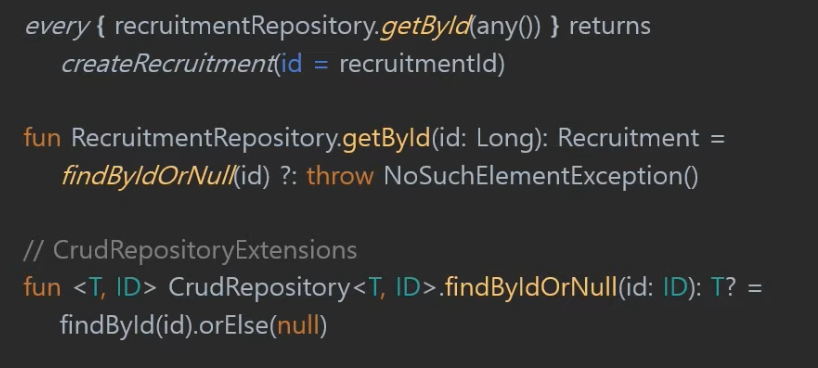 every { recruitmentRepository.getById(any()) } returns
createRecruitment(id = recruitmentId)
fun RecruitmentRepository.getById(id: Long): Recruitment =
findByIdOrNull(id) ?: throw NoSuchElementException()
// CrudRepositoryExtensions
fun <T, ID> CrudRepository<T, ID>.findByIdOrNull(id: ID): T? =
findById(id).orElse(null)